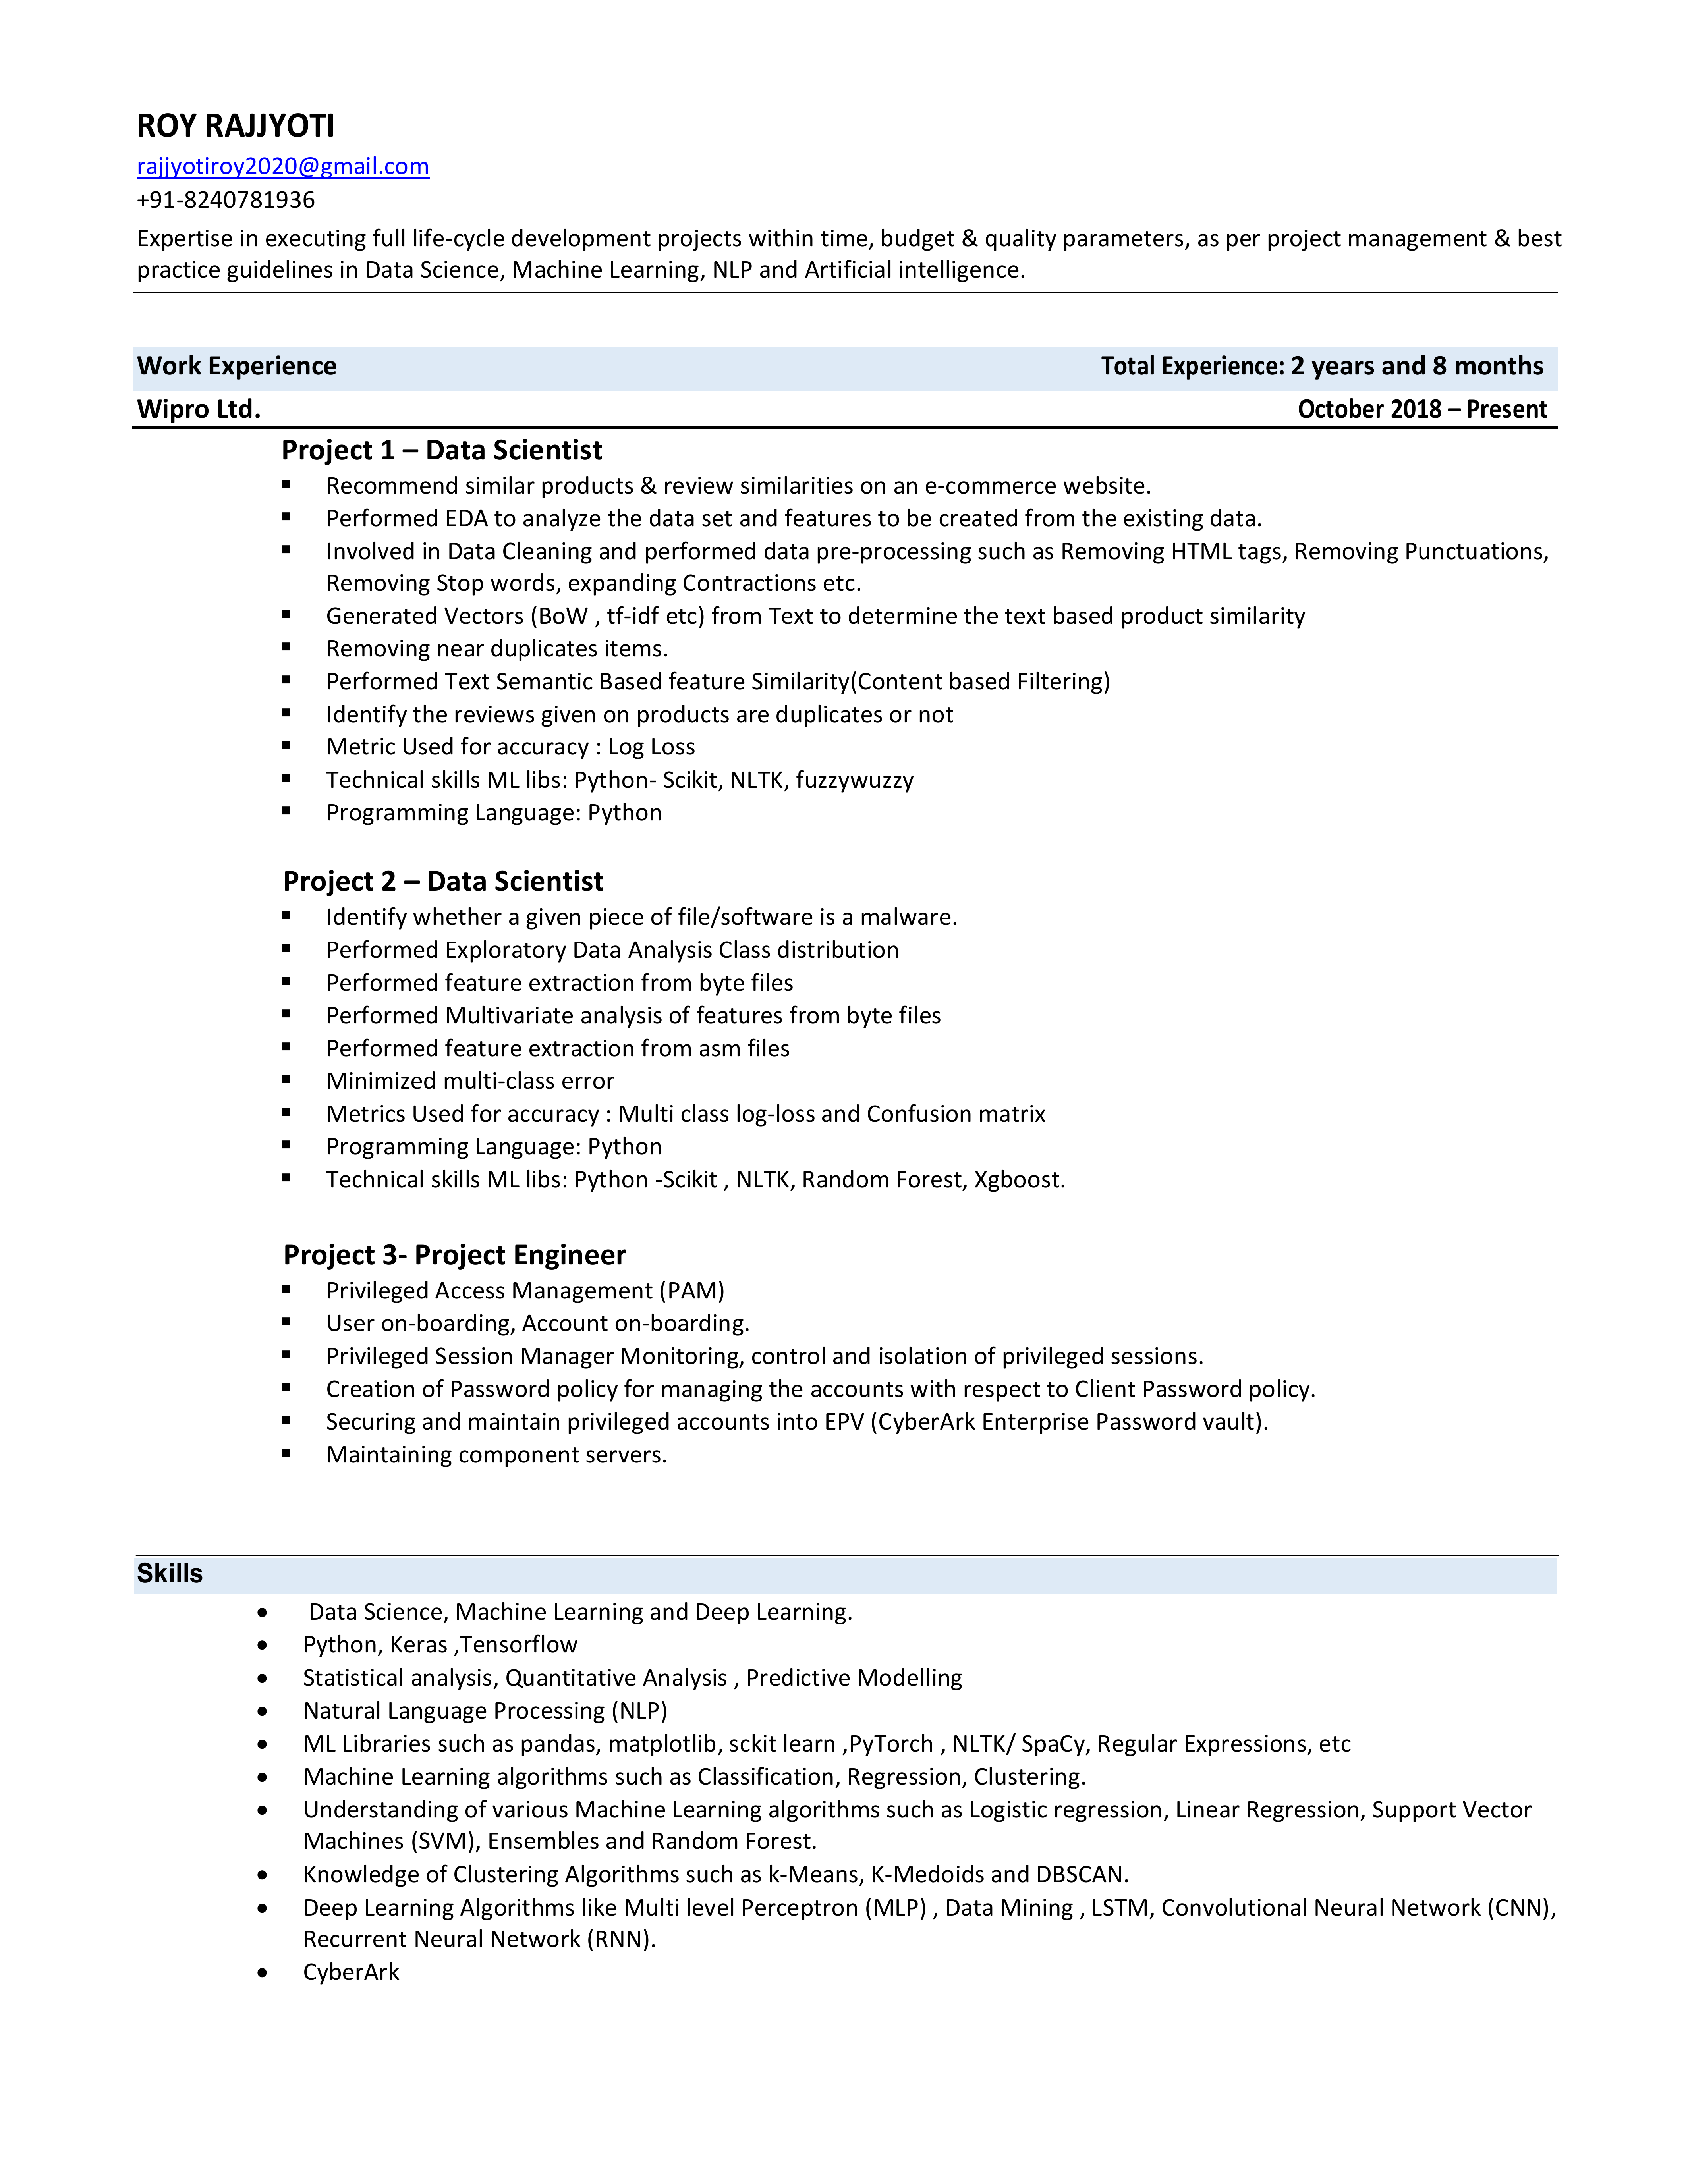 ROY RAJJYOTI
rajjyotiroy2020@gmail.com
+91-8240781936
Expertise in executing full life-cycle development projects within time, budget & quality parameters, as per project management & best
practice guidelines in Data Science, Machine Learning, NLP and Artificial intelligence.
Work Experience Total Experience: 2 years and 8 months
Wipro Ltd. October 2018 – Present
Project 1 – Data Scientist
▪ Recommend similar products & review similarities on an e-commerce website.
▪ Performed EDA to analyze the data set and features to be created from the existing data.
▪ Involved in Data Cleaning and performed data pre-processing such as Removing HTML tags, Removing Punctuations,
Removing Stop words, expanding Contractions etc.
▪ Generated Vectors (BoW , tf-idf etc) from Text to determine the text based product similarity
▪ Removing near duplicates items.
▪ Performed Text Semantic Based feature Similarity(Content based Filtering)
▪ Identify the reviews given on products are duplicates or not
▪ Metric Used for accuracy : Log Loss
▪ Technical skills ML libs: Python- Scikit, NLTK, fuzzywuzzy
▪ Programming Language: Python
Project 2 – Data Scientist
▪ Identify whether a given piece of file/software is a malware.
▪ Performed Exploratory Data Analysis Class distribution
▪ Performed feature extraction from byte files
▪ Performed Multivariate analysis of features from byte files
▪ Performed feature extraction from asm files
▪ Minimized multi-class error
▪ Metrics Used for accuracy : Multi class log-loss and Confusion matrix
▪ Programming Language: Python
▪ Technical skills ML libs: Python -Scikit , NLTK, Random Forest, Xgboost.
Project 3- Project Engineer
▪ Privileged Access Management (PAM)
▪ User on-boarding, Account on-boarding.
▪ Privileged Session Manager Monitoring, control and isolation of privileged sessions.
▪ Creation of Password policy for managing the accounts with respect to Client Password policy.
▪ Securing and maintain privileged accounts into EPV (CyberArk Enterprise Password vault).
▪ Maintaining component servers.
Skills
• Data Science, Machine Learning and Deep Learning.
• Python, Keras ,Tensorflow
• Statistical analysis, Quantitative Analysis , Predictive Modelling
• Natural Language Processing (NLP)
• ML Libraries such as pandas, matplotlib, sckit learn ,PyTorch , NLTK/ SpaCy, Regular Expressions, etc
• Machine Learning algorithms such as Classification, Regression, Clustering.
• Understanding of various Machine Learning algorithms such as Logistic regression, Linear Regression, Support Vector
Machines (SVM), Ensembles and Random Forest.
• Knowledge of Clustering Algorithms such as k-Means, K-Medoids and DBSCAN.
• Deep Learning Algorithms like Multi level Perceptron (MLP) , Data Mining , LSTM, Convolutional Neural Network (CNN),
Recurrent Neural Network (RNN).
• CyberArk